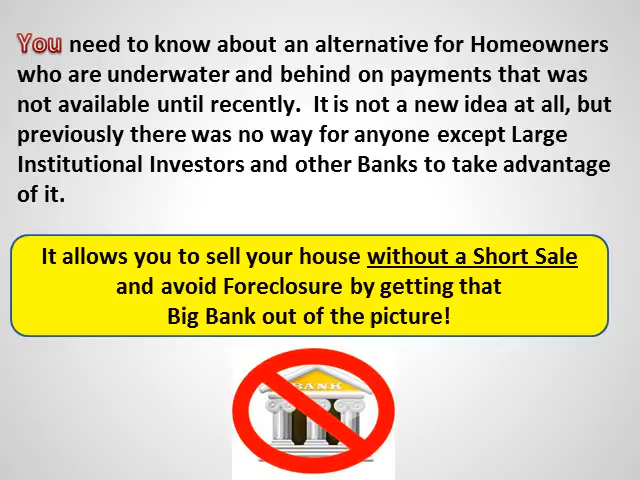 You need to know about an alternative for Homeowners
who are underwater and behind on payments that was
not available until recently.  It is not a new idea at all, but
previously there was no way for anyone except Large
Institutional Investors and other Banks to take advantage
of it.
It allows you to sell your house without a Short Sale
and avoid Foreclosure by getting that
Big Bank out of the picture!
BANK